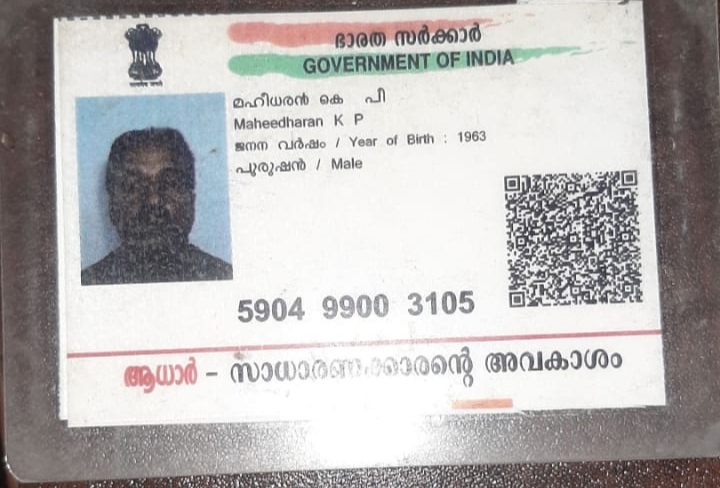 ഭാരത സർക്കാർ
GOVERNMENT OF INDIA
മഹീധരൻ കെ പി
Maheedharan K P
ജനന വർഷം / Year of Birth : 1963
പുരുഷൻ / Male
5904 9900 3105
ആധാർ – സാധാരണക്കാരന്റെ അവകാശം